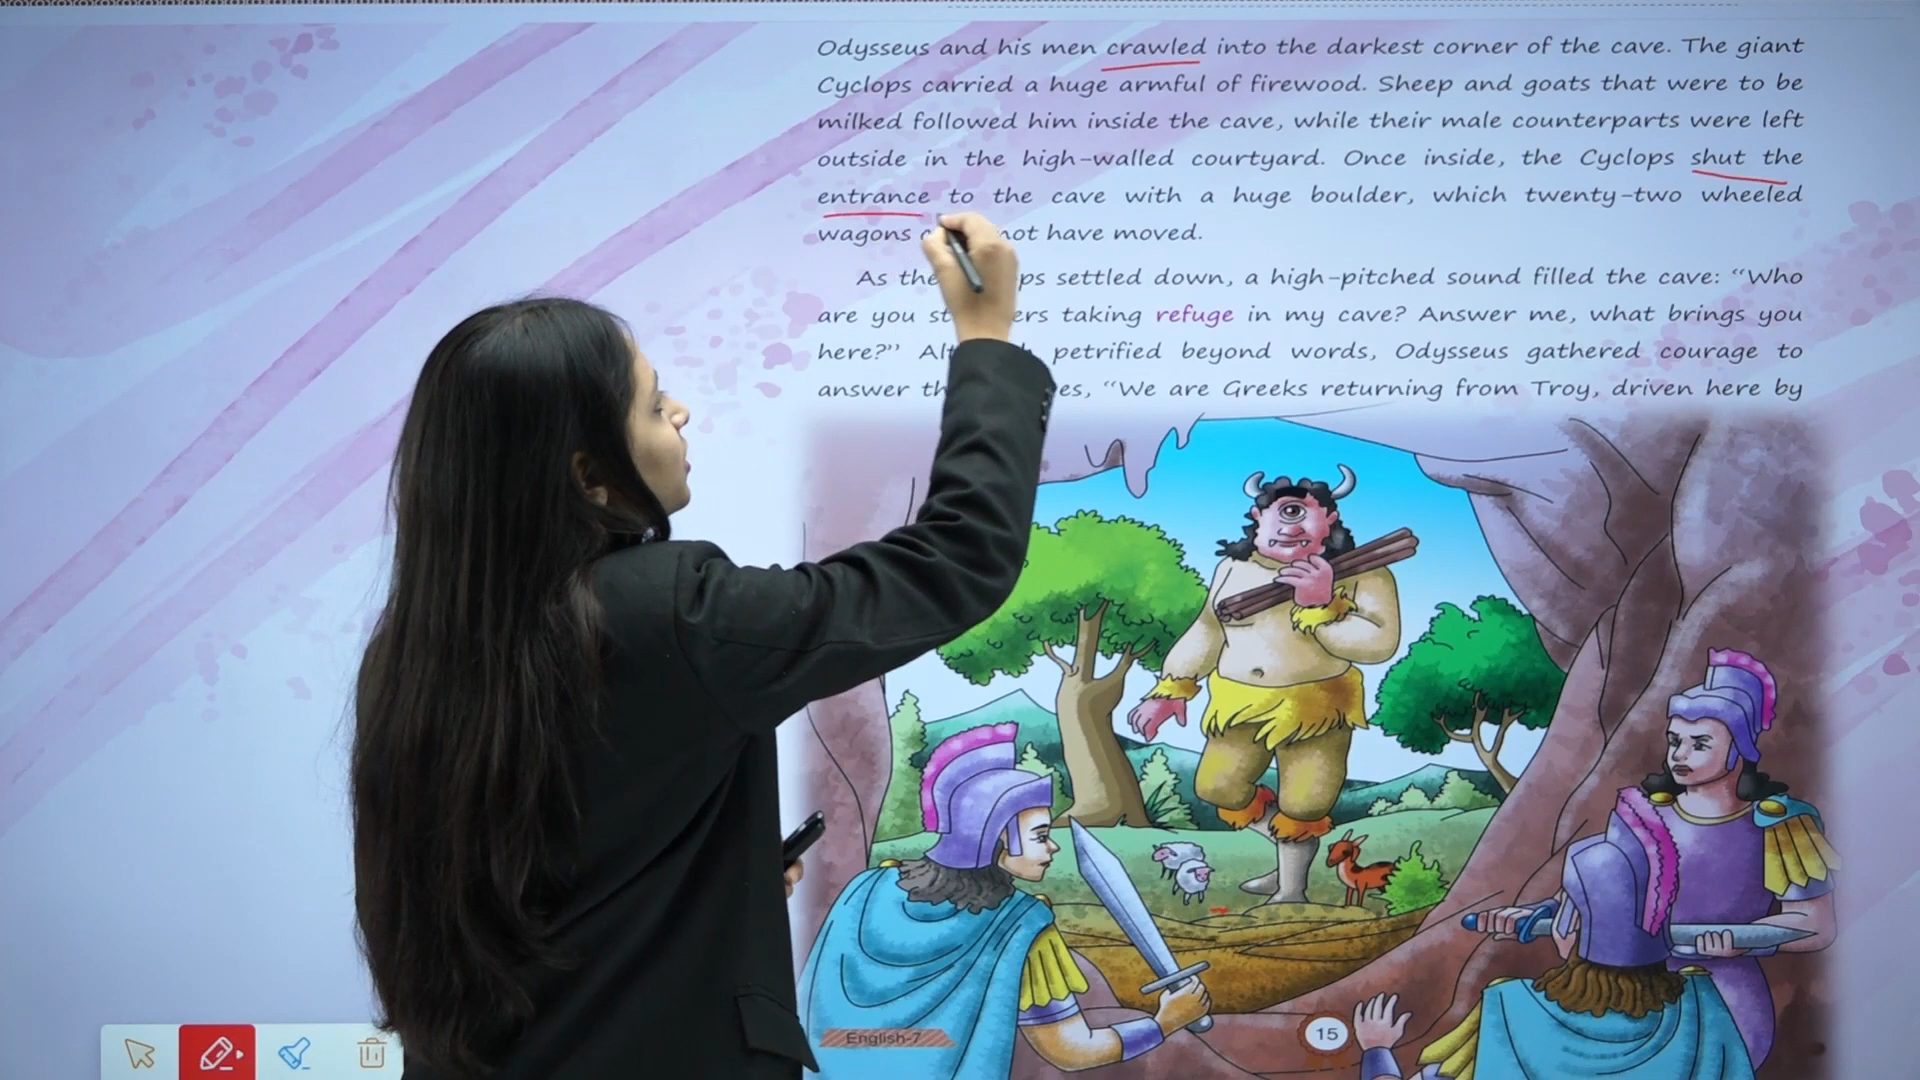 Odysseus and his men crawled into the darkest corner of the cave. The giant
Cyclops carried a huge armful of firewood. Sheep and goats that were to be
milked followed him inside the cave, while their male counterparts were left
outside in the high-walled courtyard. Once inside, the Cyclops shut the
entrance to the cave with a huge boulder, which twenty-two wheeled
wagons not have moved.
As the settled down, a high-pitched sound filled the cave: “Who
are you taking refuge in my cave? Answer me, what brings you
here?” petrified beyond words, Odysseus gathered courage to
answer “We are Greeks returning from Troy, driven here by
English-7
15